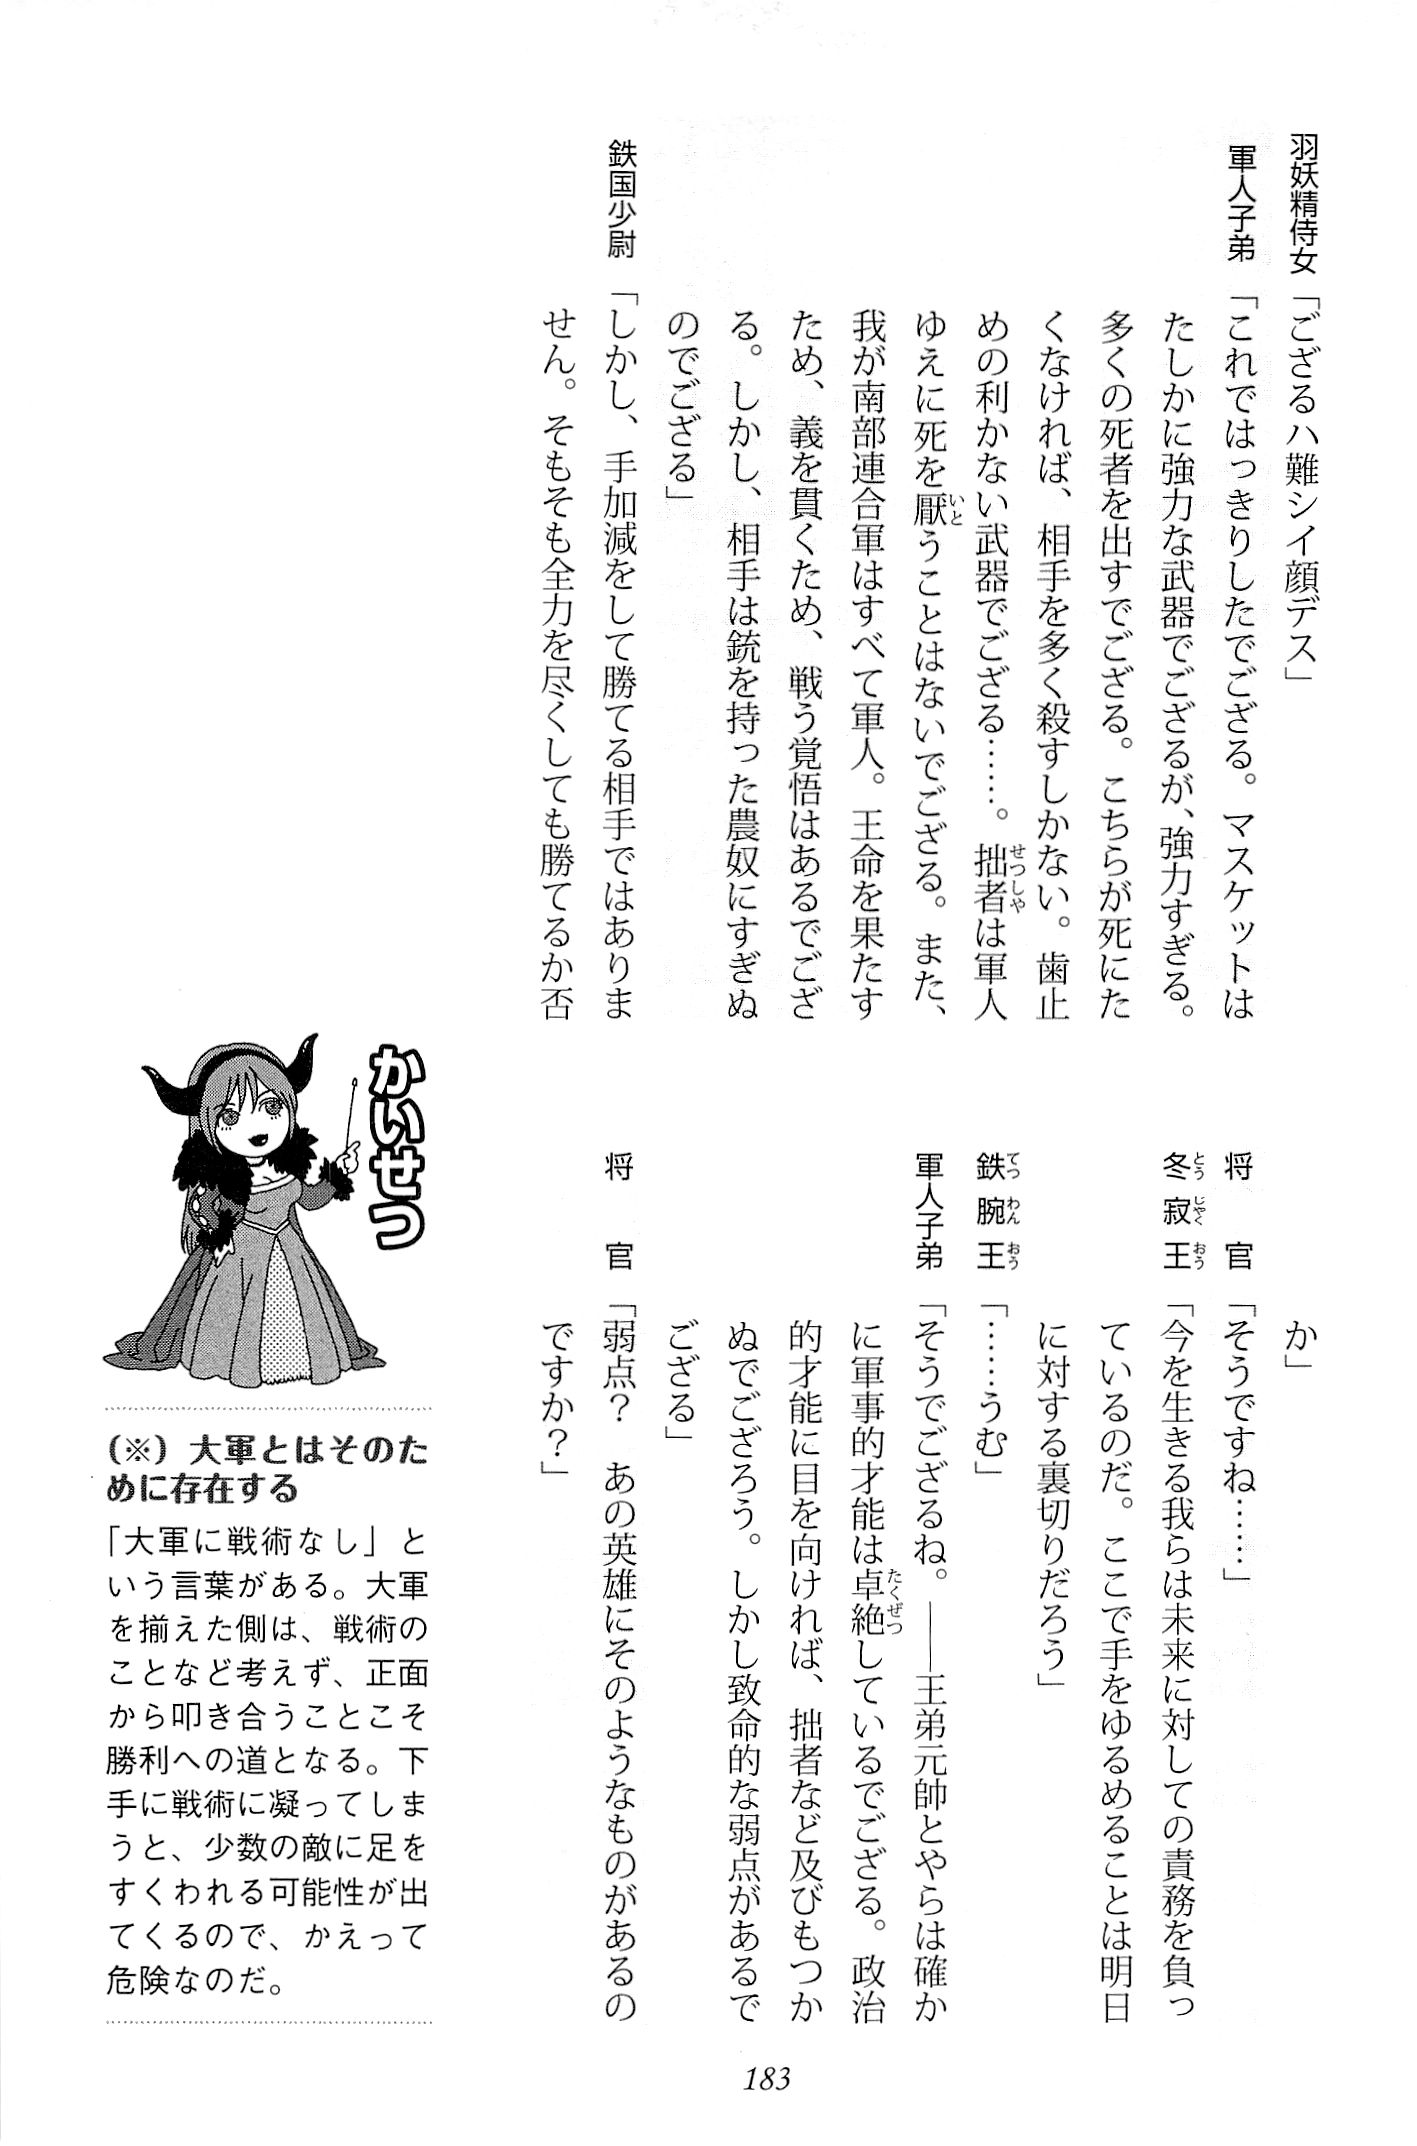 羽妖精侍女「ござるハ難シイ顔デス」
軍人子弟「これではっきりしたでござる。マスケットは
たしかに強力な武器でござるが、強力すぎる。
多くの死者を出すでござる。こちらが死にた
くなければ、相手を多く殺すしかない。歯止
めの利かない武器でござる……。拙者は軍人
ゆえに死を厭うことはないでござる。また、
我が南部連合軍はすべて軍人。王命を果たす
ため、義を貫くため、戦う覚悟はあるでござ
る。しかし、相手は銃を持った農奴にすぎぬ
のでござる」
鉄国少尉「しかし、手加減をして勝てる相手ではありま
せん。そもそも全力を尽くしても勝てるか否
か」
将官「そうですね……」
冬寂王「今を生きる我らは未来に対しての責務を負っ
ているのだ。ここで手をゆるめることは明日
に対する裏切りだろう」
鉄腕王「……うむ」
軍人子弟「そうでござるね。――王弟元帥とやらは確か
に軍事的才能は卓絶しているでござる。政治
的才能に目を向ければ、拙者など及びもつか
ぬでござろう。しかし致命的な弱点があるで
ござる」
将官「弱点？　あの英雄にそのようなものがあるの
ですか？」
かいせつ
（※）大軍とはそのた
めに存在する
「大軍に戦術なし」と
いう言葉がある。大軍
を揃えた側は、戦術の
ことなど考えず、正面
から叩き合うことこそ
勝利への道となる。下
手に戦術に凝ってしま
うと、少数の敵に足を
すくわれる可能性が出
てくるので、かえって
危険なのだ。
183